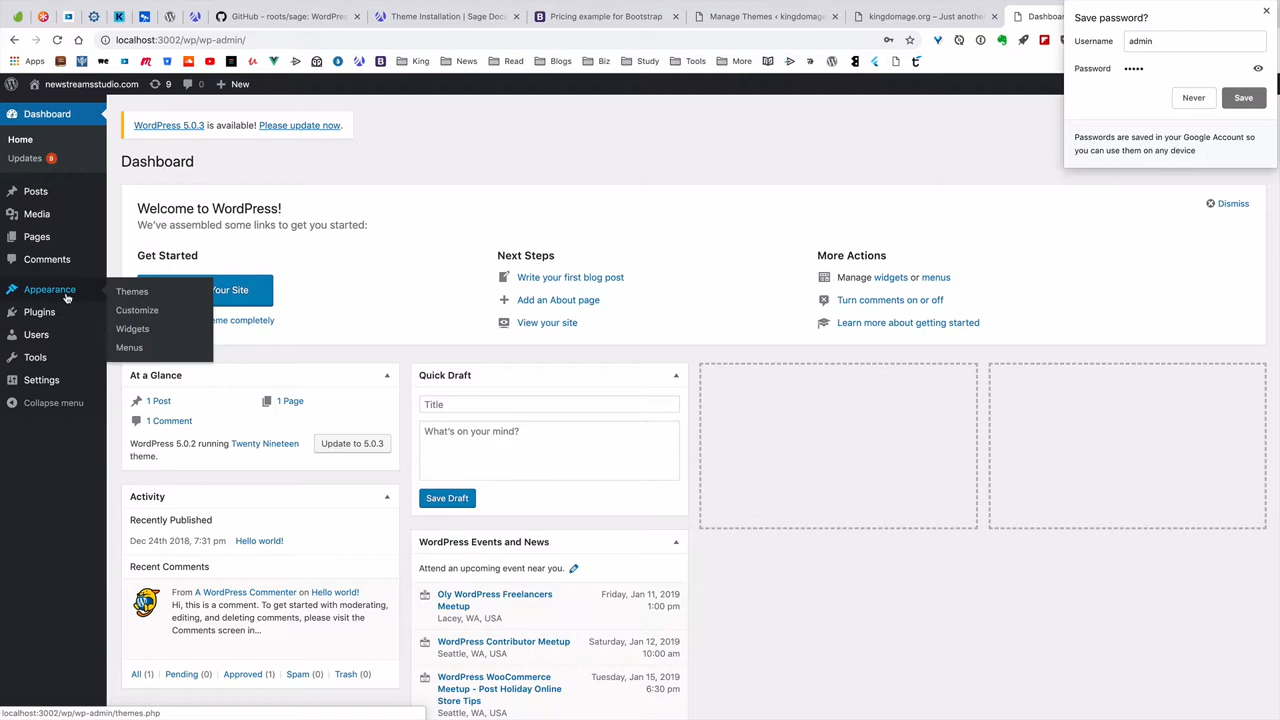 GitHub - roots/sage: WordPres
Theme Installation | Sage Docu
Pricing example for Bootstrap
Manage Themes ‹ kingdomage
kingdomage.org – Just another
Dashboar
localhost:3002/wp/wp-admin/
Apps
King
News
Read
Blogs
Biz
Study
Tools
More
Save password?
Username
admin
Password
•••••
Never
Save
Passwords are saved in your Google Account so
you can use them on any device
newstreamsstudio.com
9
0
New
Dashboard
Home
Updates 9
Posts
Media
Pages
Comments
Appearance
Plugins
Users
Tools
Settings
Collapse menu
Themes
Customize
Widgets
Menus
WordPress 5.0.3 is available! Please update now.
Dashboard
Welcome to WordPress!
We've assembled some links to get you started:
Dismiss
Get Started
our Site
eme completely
Next Steps
Write your first blog post
Add an About page
View your site
More Actions
Manage widgets or menus
Turn comments on or off
Learn more about getting started
At a Glance
1 Post
1 Page
1 Comment
WordPress 5.0.2 running Twenty Nineteen
theme.
Update to 5.0.3
Activity
Recently Published
Dec 24th 2018, 7:31 pm
Hello world!
Recent Comments
From A WordPress Commenter on Hello world!
Hi, this is a comment. To get started with moderating,
editing, and deleting comments, please visit the
Comments screen in…
All (1)
Pending (0)
Approved (1)
Spam (0)
Trash (0)
Quick Draft
Title
What's on your mind?
Save Draft
WordPress Events and News
Attend an upcoming event near you.
Oly WordPress Freelancers
Meetup
Lacey, WA, USA
Friday, Jan 11, 2019
1:00 pm
WordPress Contributor Meetup
Seattle, WA, USA
Saturday, Jan 12, 2019
10:00 am
WordPress WooCommerce
Meetup - Post Holiday Online
Store Tips
Seattle, WA, USA
Tuesday, Jan 15, 2019
6:30 pm
localhost:3002/wp/wp-admin/themes.php